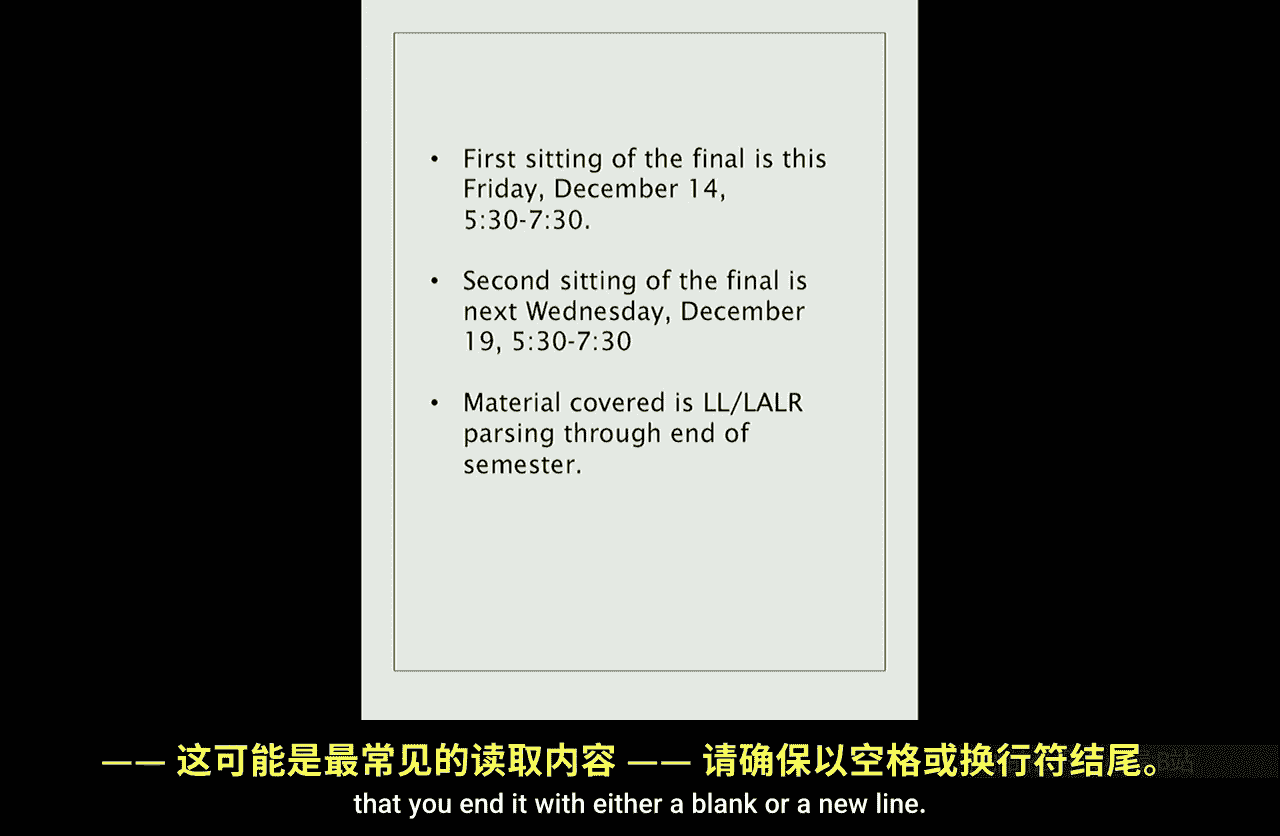 • First sitting of the final is this
Friday, December 14,
5:30-7:30.
• Second sitting of the final is
next Wednesday, December
19, 5:30-7:30
• Material covered is LL/LALR
parsing through end of
semester.
—— 这可能是最常见的读取内容 —— 请确保以空格或换行符结尾。
that you end it with either a blank or a new line.